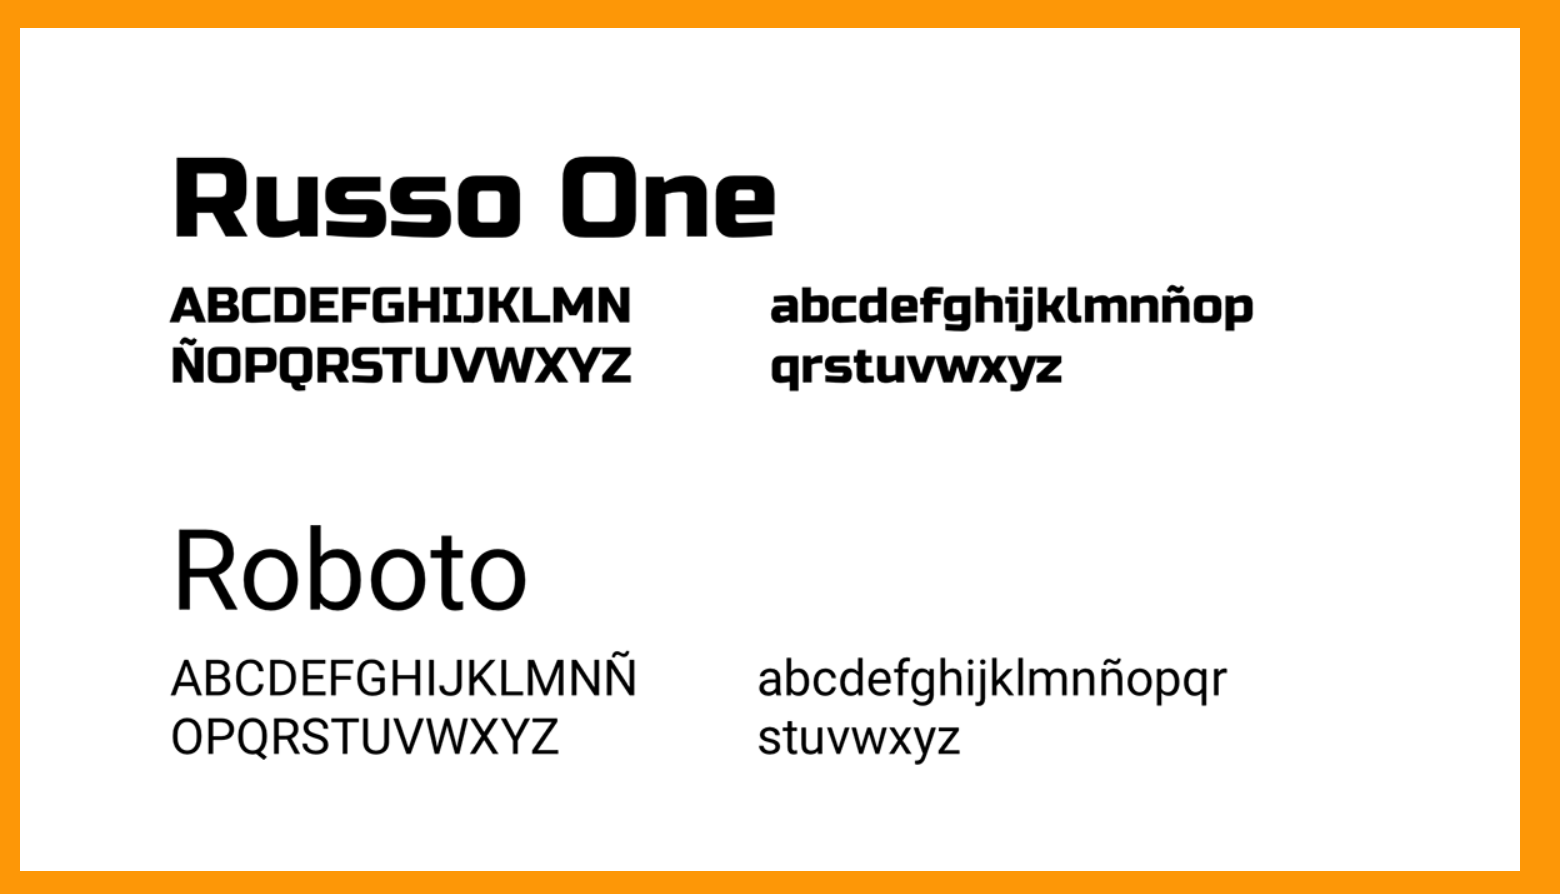 Russo One
ABCDEFGHIJKLMN
ÑOPQRSTUVWXYZ
abcdefghijklmnñop
qrstuvwxyz
Roboto
ABCDEFGHIJKLMNÑ
OPQRSTUVWXYZ
abcdefghijklmnñopqr
stuvwxyz